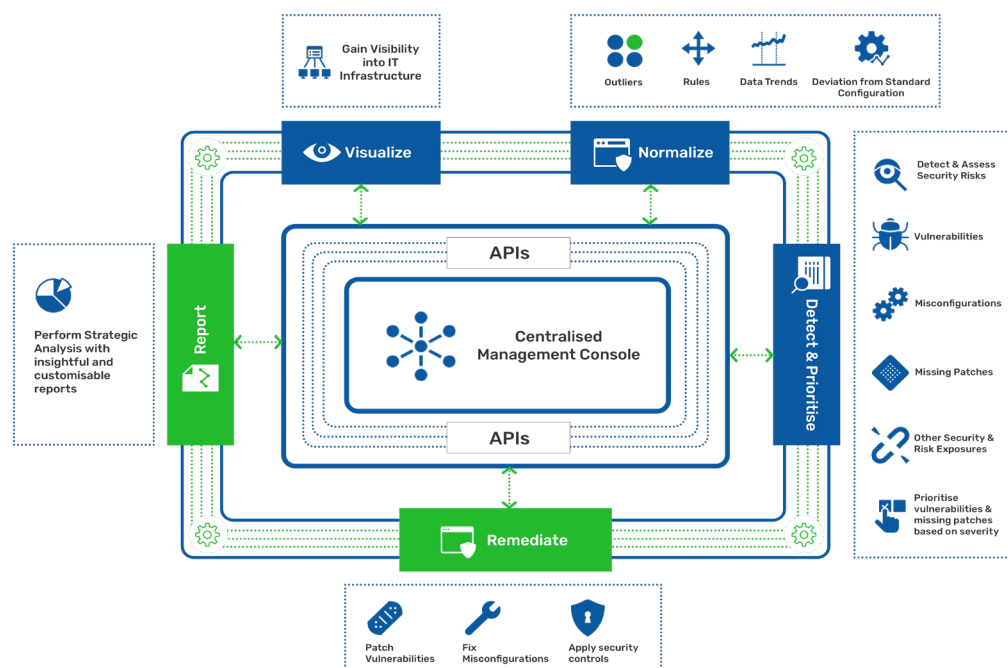 Gain Visibility
into IT
Infrastructure
Outliers
Rules
Data Trends
Deviation from Standard
Configuration
Visualize
Normalize
Detect & Assess
Security Risks
Vulnerabilities
Misconfigurations
Missing Patches
Other Security &
Risk Exposures
Prioritise
vulnerabilities &
missing patches
based on severity
Detect & Prioritise
APIs
Centralised
Management Console
APIs
Report
Perform Strategic
Analysis with
insightful and
customisable
reports
Remediate
Patch
Vulnerabilities
Fix
Misconfigurations
Apply security
controls